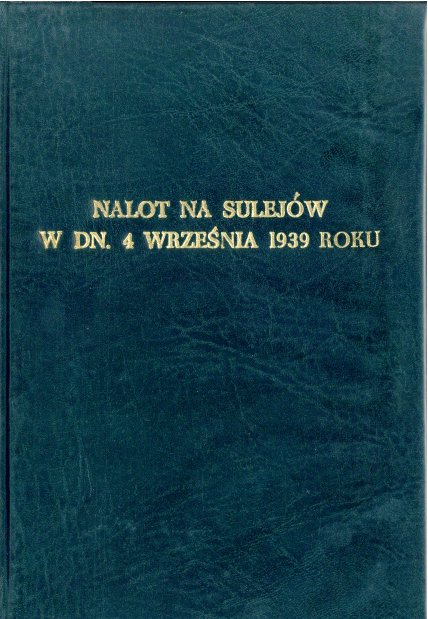 NALOT NA SULEJÓW
W DN. 4 WRZEŚNIA 1939 ROKU